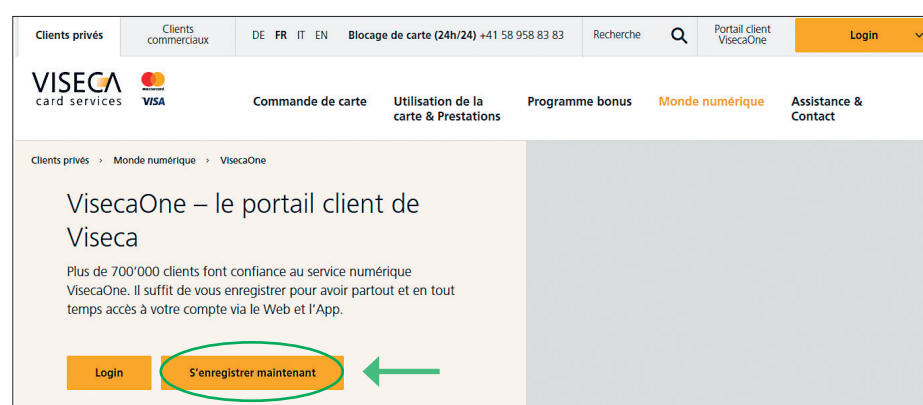 Clients privés
Clients commerciaux
DE FR IT EN
Blocage de carte (24h/24) +41 58 958 83 83
Recherche
Portail client
VisecaOne
Login
VISECA
card services
mastercard
VISA
Commande de carte
Utilisation de la
carte & Prestations
Programme bonus
Monde numérique
Assistance &
Contact
Clients privés › Monde numérique › VisecaOne
VisecaOne – le portail client de
Viseca
Plus de 700'000 clients font confiance au service numérique
VisecaOne. Il suffit de vous enregistrer pour avoir partout et en tout
temps accès à votre compte via le Web et l'App.
Login
S'enregistrer maintenant